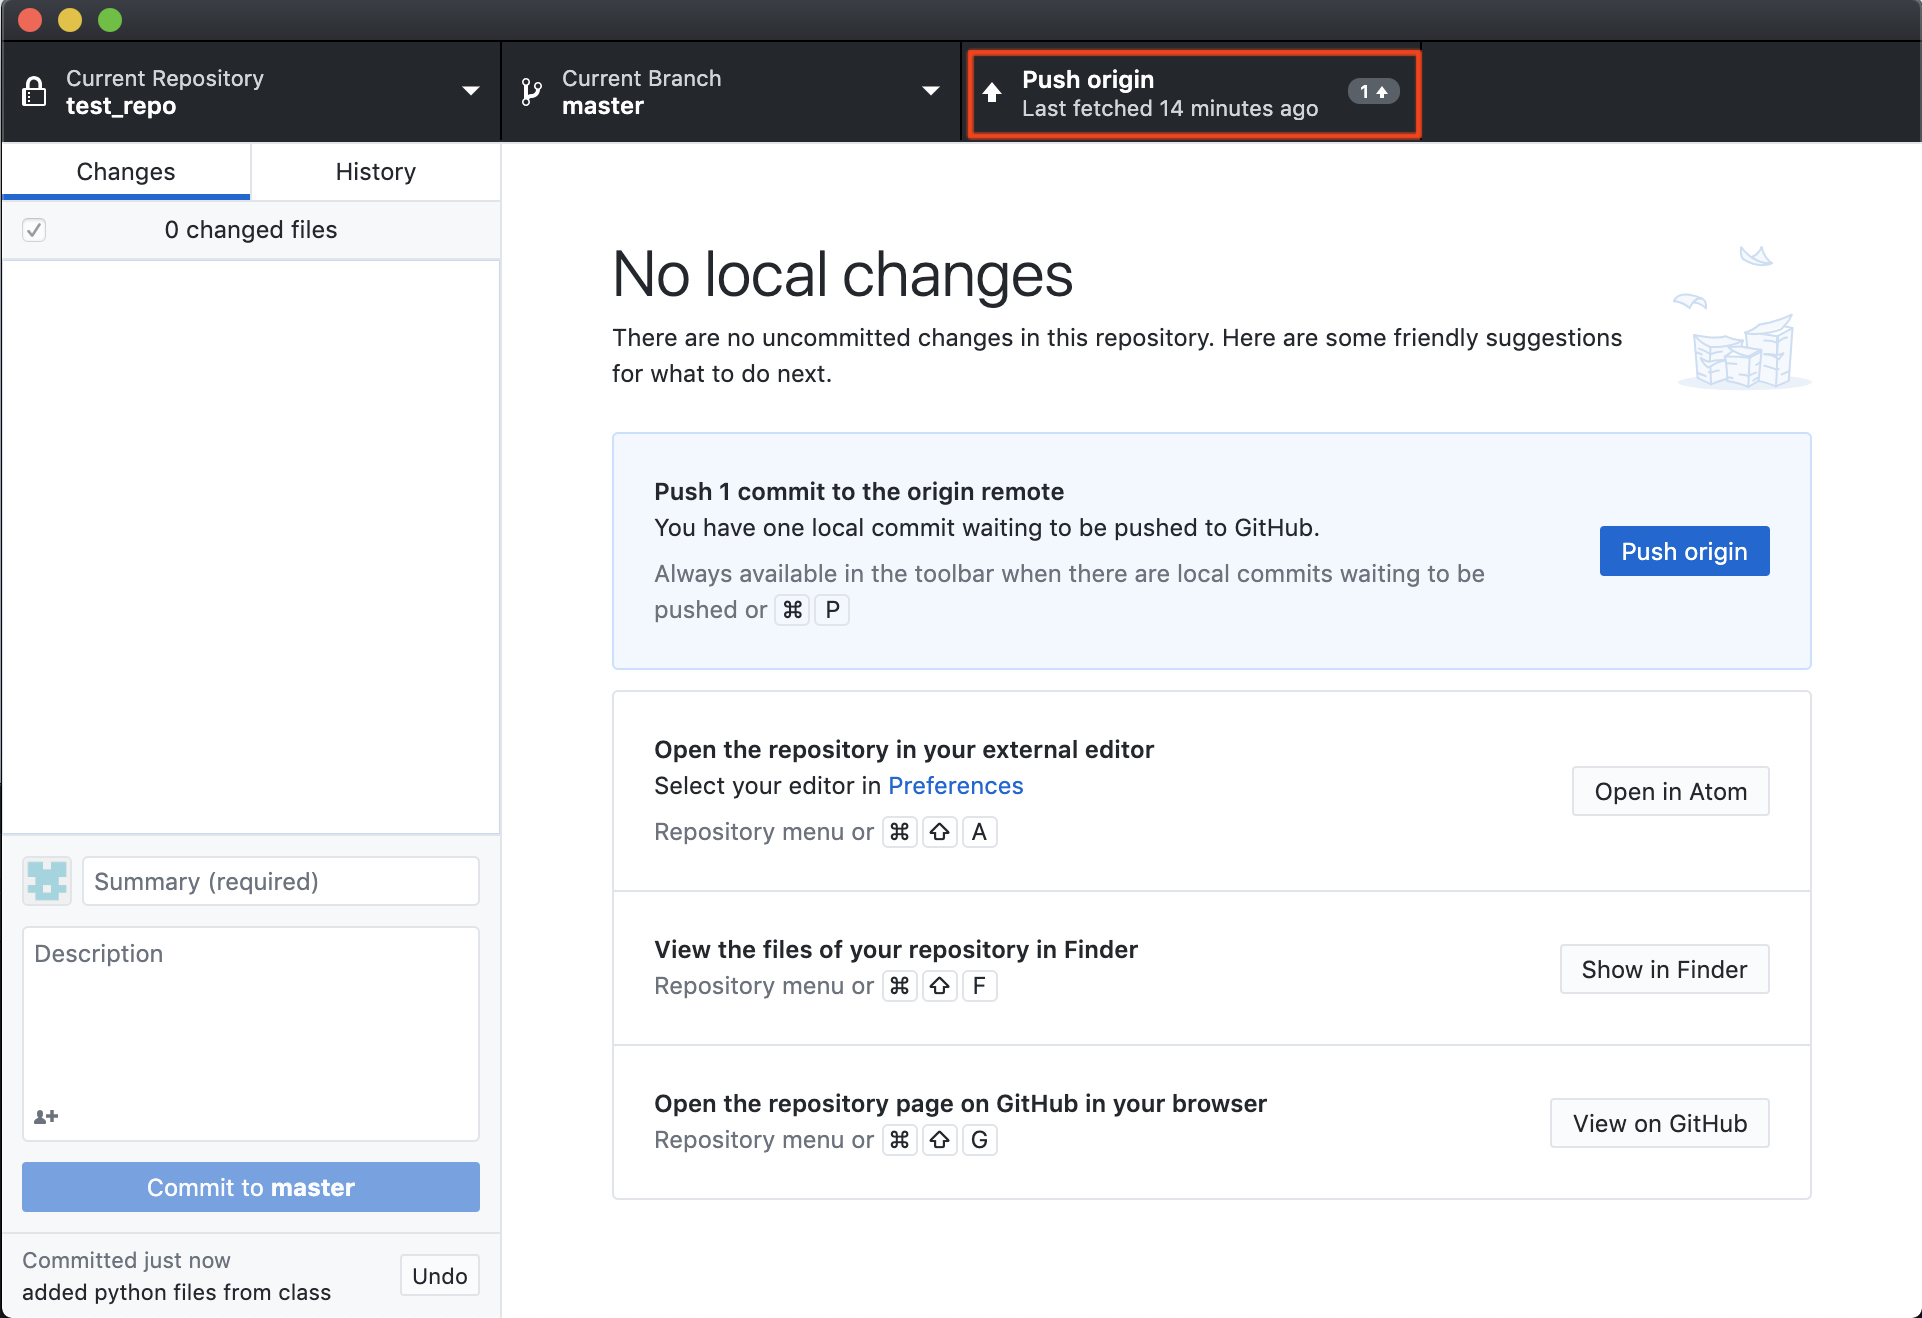 Current Repository
test_repo
Current Branch
master
Push origin
Last fetched 14 minutes ago
1
Changes
History
0 changed files
No local changes
There are no uncommitted changes in this repository. Here are some friendly suggestions
for what to do next.
Push 1 commit to the origin remote
You have one local commit waiting to be pushed to GitHub.
Always available in the toolbar when there are local commits waiting to be
pushed or ⌘ P
Push origin
Open the repository in your external editor
Select your editor in Preferences
Repository menu or ⌘ ⇧ A
Open in Atom
View the files of your repository in Finder
Repository menu or ⌘ ⇧ F
Show in Finder
Open the repository page on GitHub in your browser
Repository menu or ⌘ ⇧ G
View on GitHub
Summary (required)
Description
Commit to master
Committed just now
added python files from class
Undo